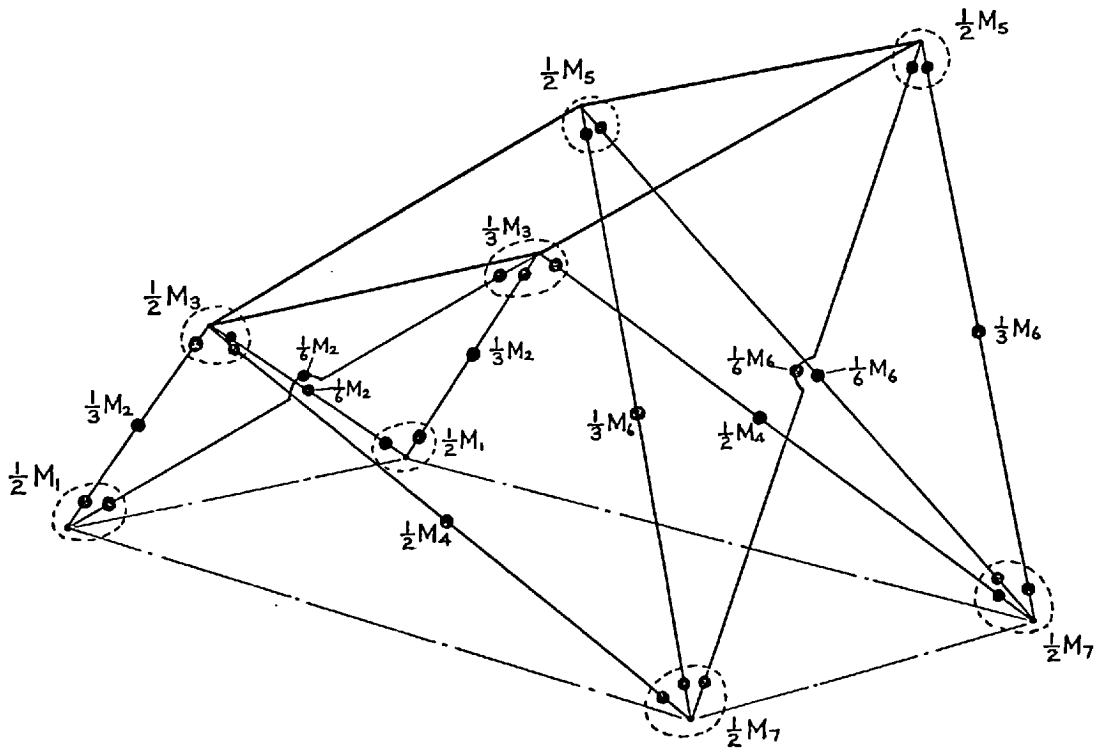 ½M₅
½M₅
⅓M₃
½M₃
⅙M₂
⅓M₂
⅓M₆
⅙M₆
⅙M₆
⅙M₂
⅓M₂
⅓M₆
½M₄
½M₁
½M₁
½M₄
½M₇
½M₇